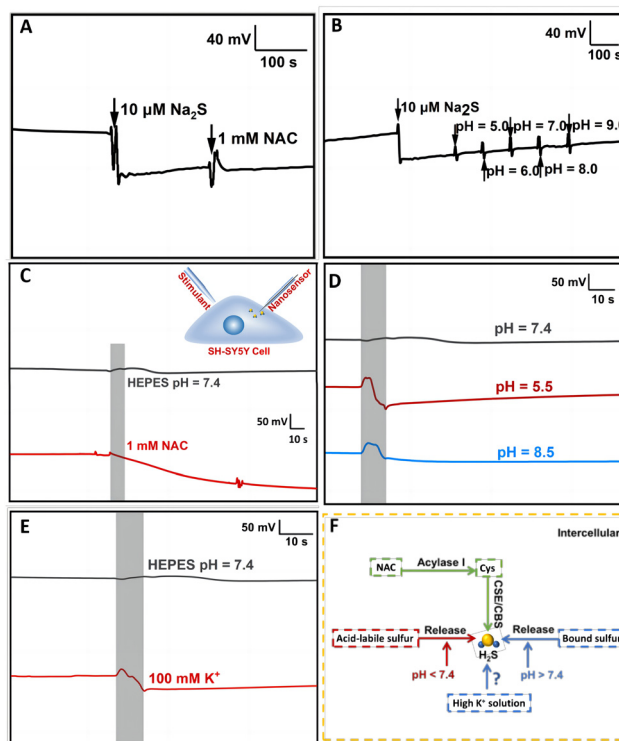 A
40 mV
100 s
10 µM Na₂S
1 mM NAC
B
40 mV
100 s
10 µM Na₂S
pH = 5.0
pH = 7.0
pH = 9.0
pH = 6.0
pH = 8.0
C
Stimulant
Nanosensor
SH-SY5Y Cell
HEPES pH = 7.4
50 mV
10 s
1 mM NAC
D
50 mV
10 s
pH = 7.4
pH = 5.5
pH = 8.5
E
50 mV
10 s
HEPES pH = 7.4
100 mM K⁺
F
Intercellular
NAC
Acylase I
Cys
CSE/CBS
Acid-labile sulfur
Release
Release
Bound sulfur
H₂S
pH < 7.4
?
pH > 7.4
High K⁺ solution